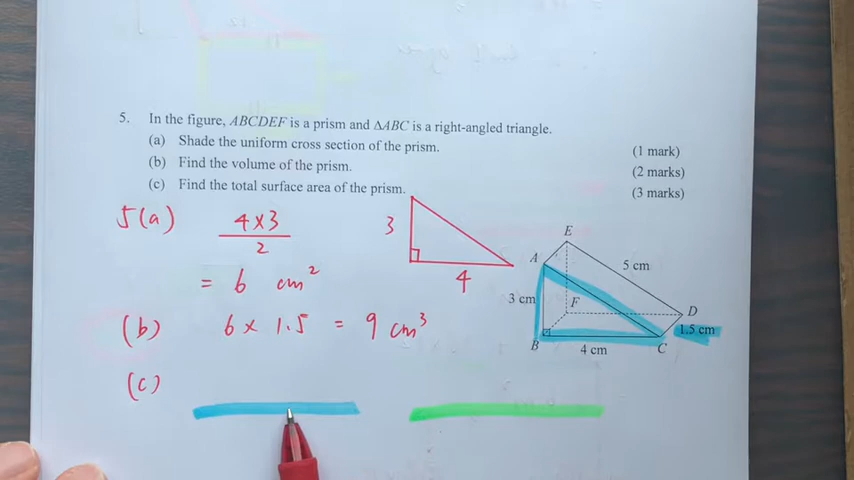 5. In the figure, ABCDEF is a prism and ΔABC is a right-angled triangle.
(a) Shade the uniform cross section of the prism. (1 mark)
(b) Find the volume of the prism. (2 marks)
(c) Find the total surface area of the prism. (3 marks)
5(a) 4×3
2
= 6 cm²
3
4
(b) 6 × 1.5 = 9 cm³
(c)
E
A
5 cm
3 cm
F
D
1.5 cm
B
4 cm
C